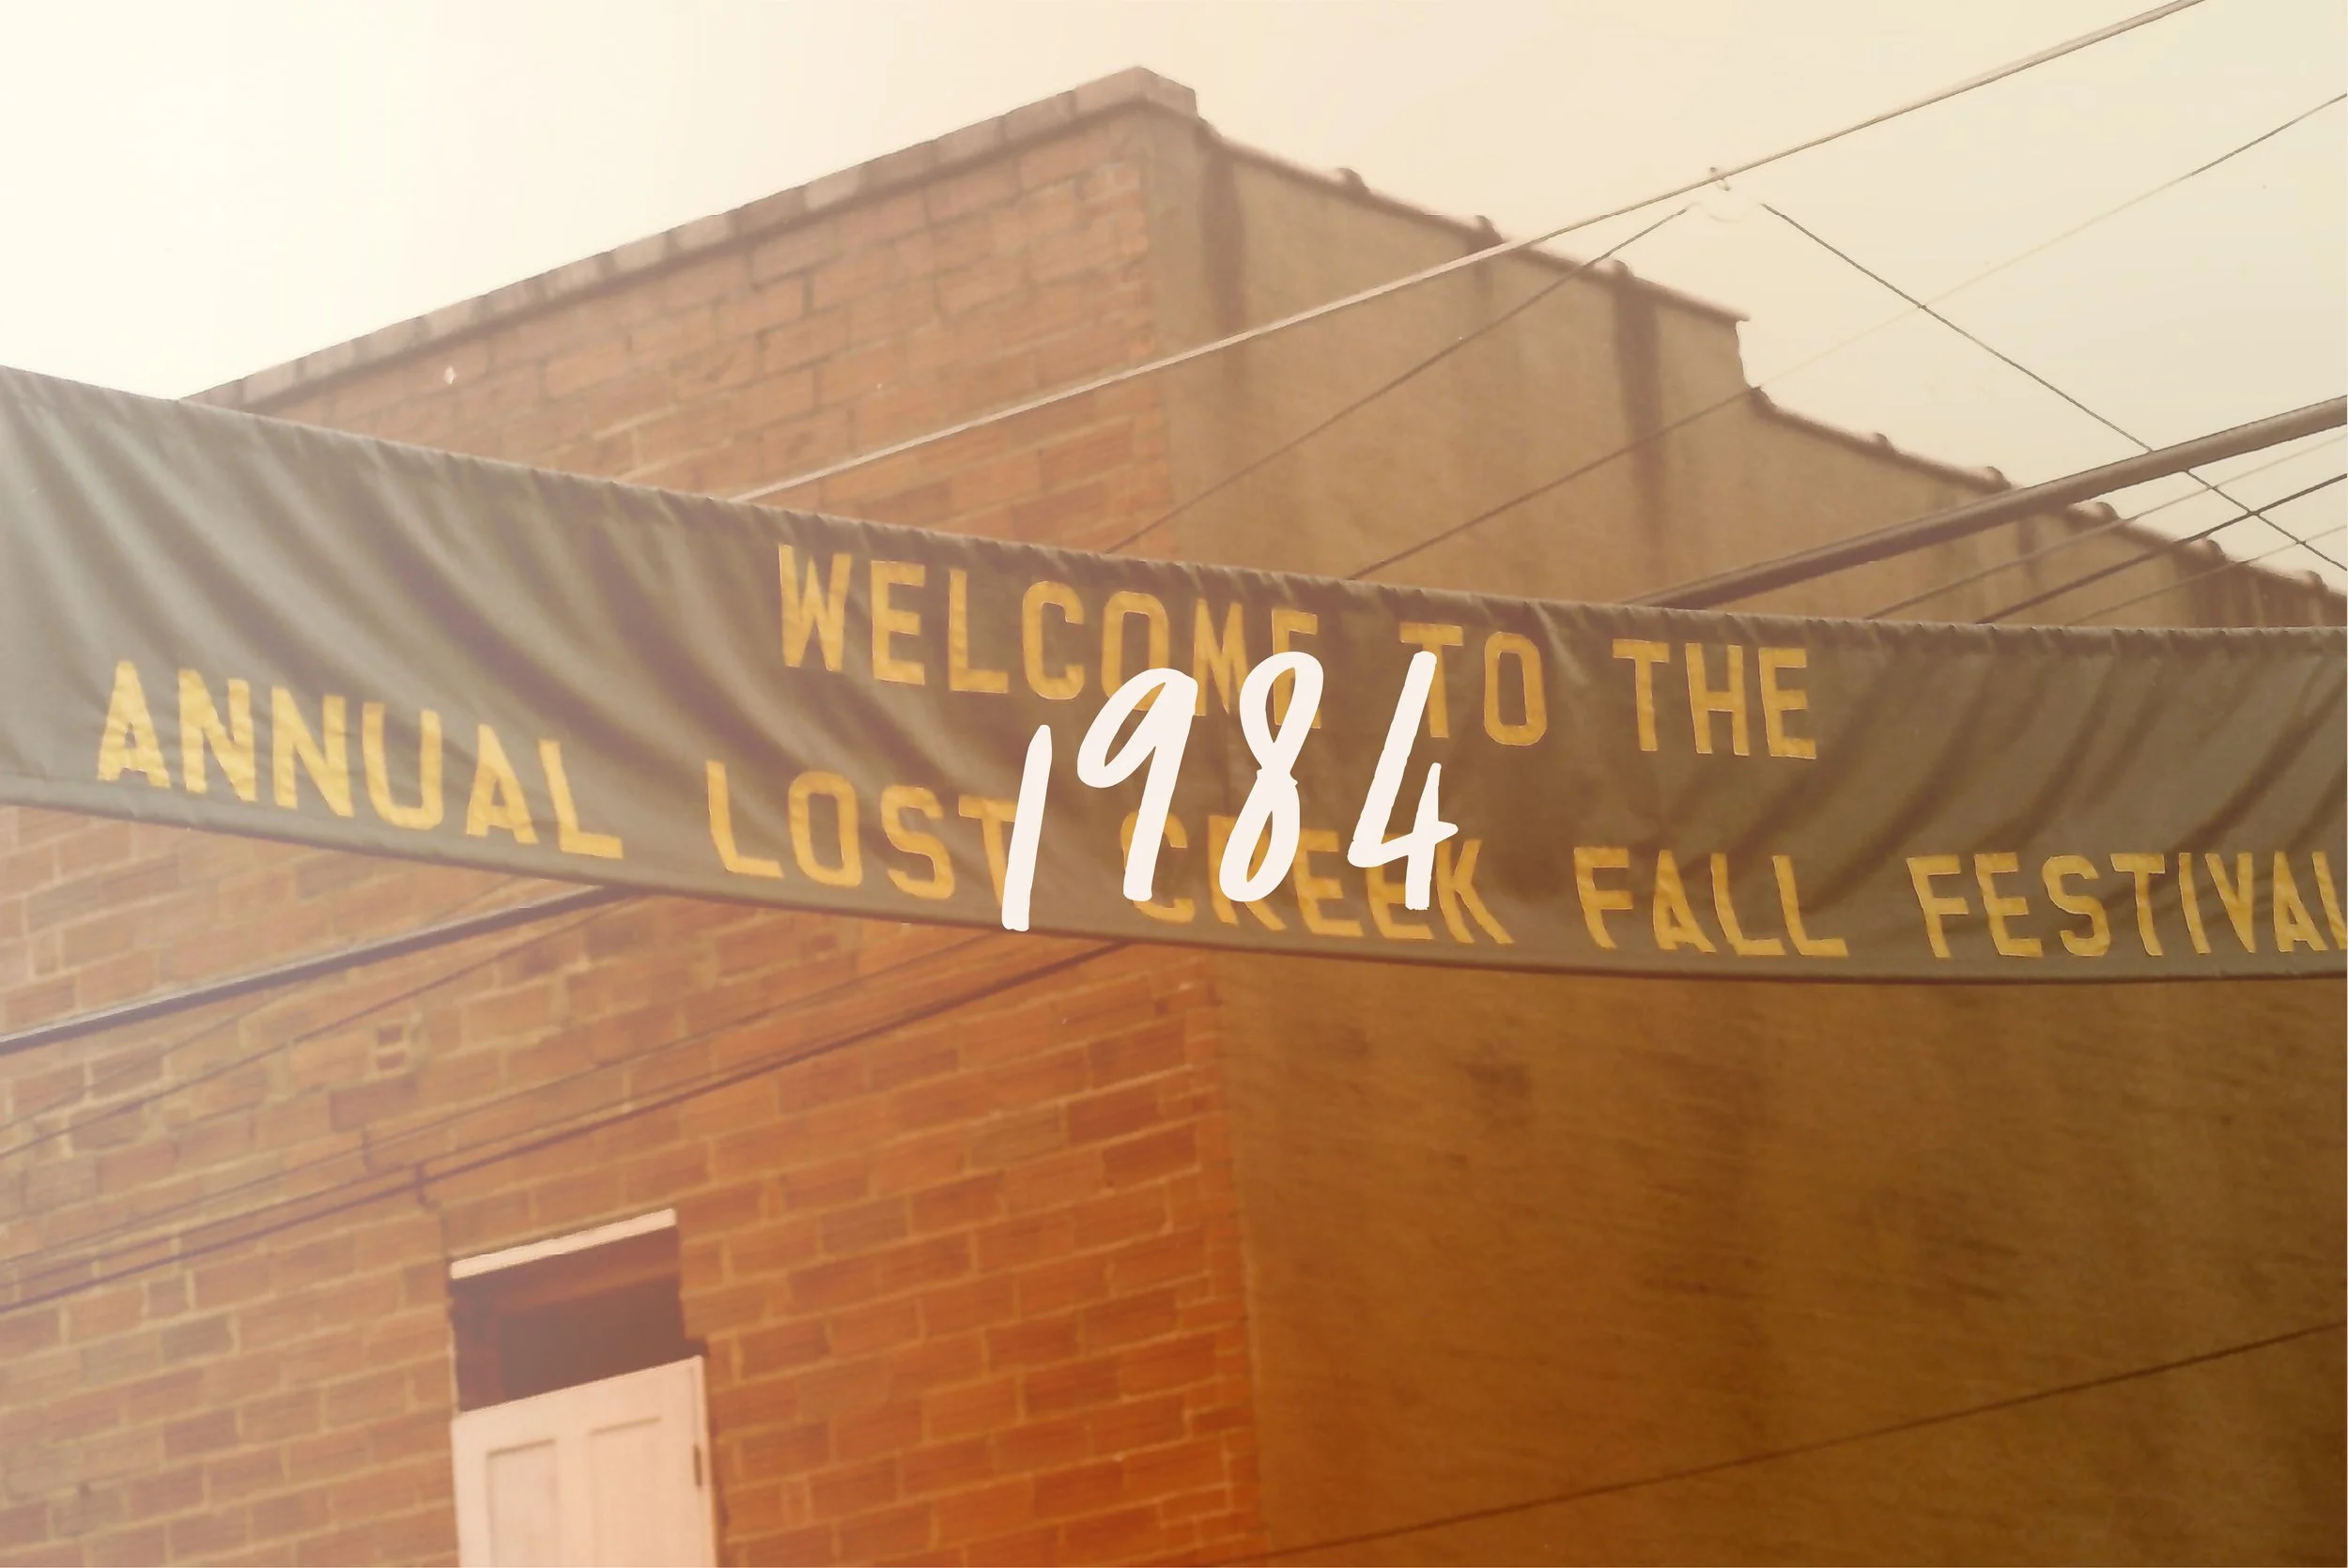 WELCOME TO THE
ANNUAL LOST CREEK FALL FESTIVAL
1984